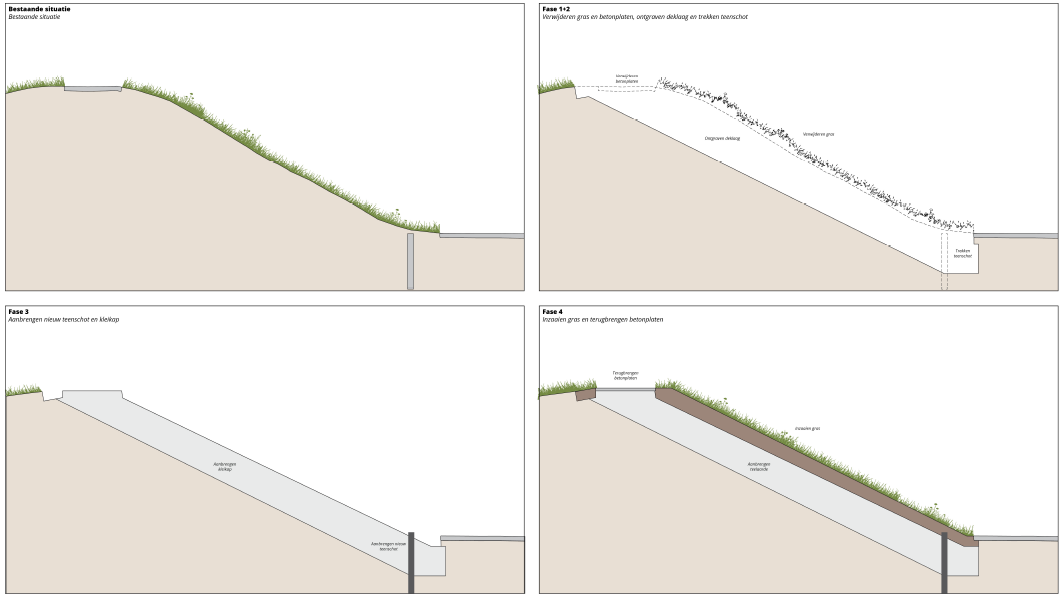 Bestaande situatie
Bestaande situatie
Fase 1+2
Verwijderen gras en betonplaten, ontgraven deklaag en trekken teenschot
Verwijderen
betonplaten
Ontgraven deklaag
Verwijderen gras
Trekken
teenschot
Fase 3
Aanbrengen nieuw teenschot en kleikap
Aanbrengen
kleikap
Aanbrengen nieuw
teenschot
Fase 4
Inzaaien gras en terugbrengen betonplaten
Terugbrengen
betonplaten
Inzaaien gras
Aanbrengen
teelaarde